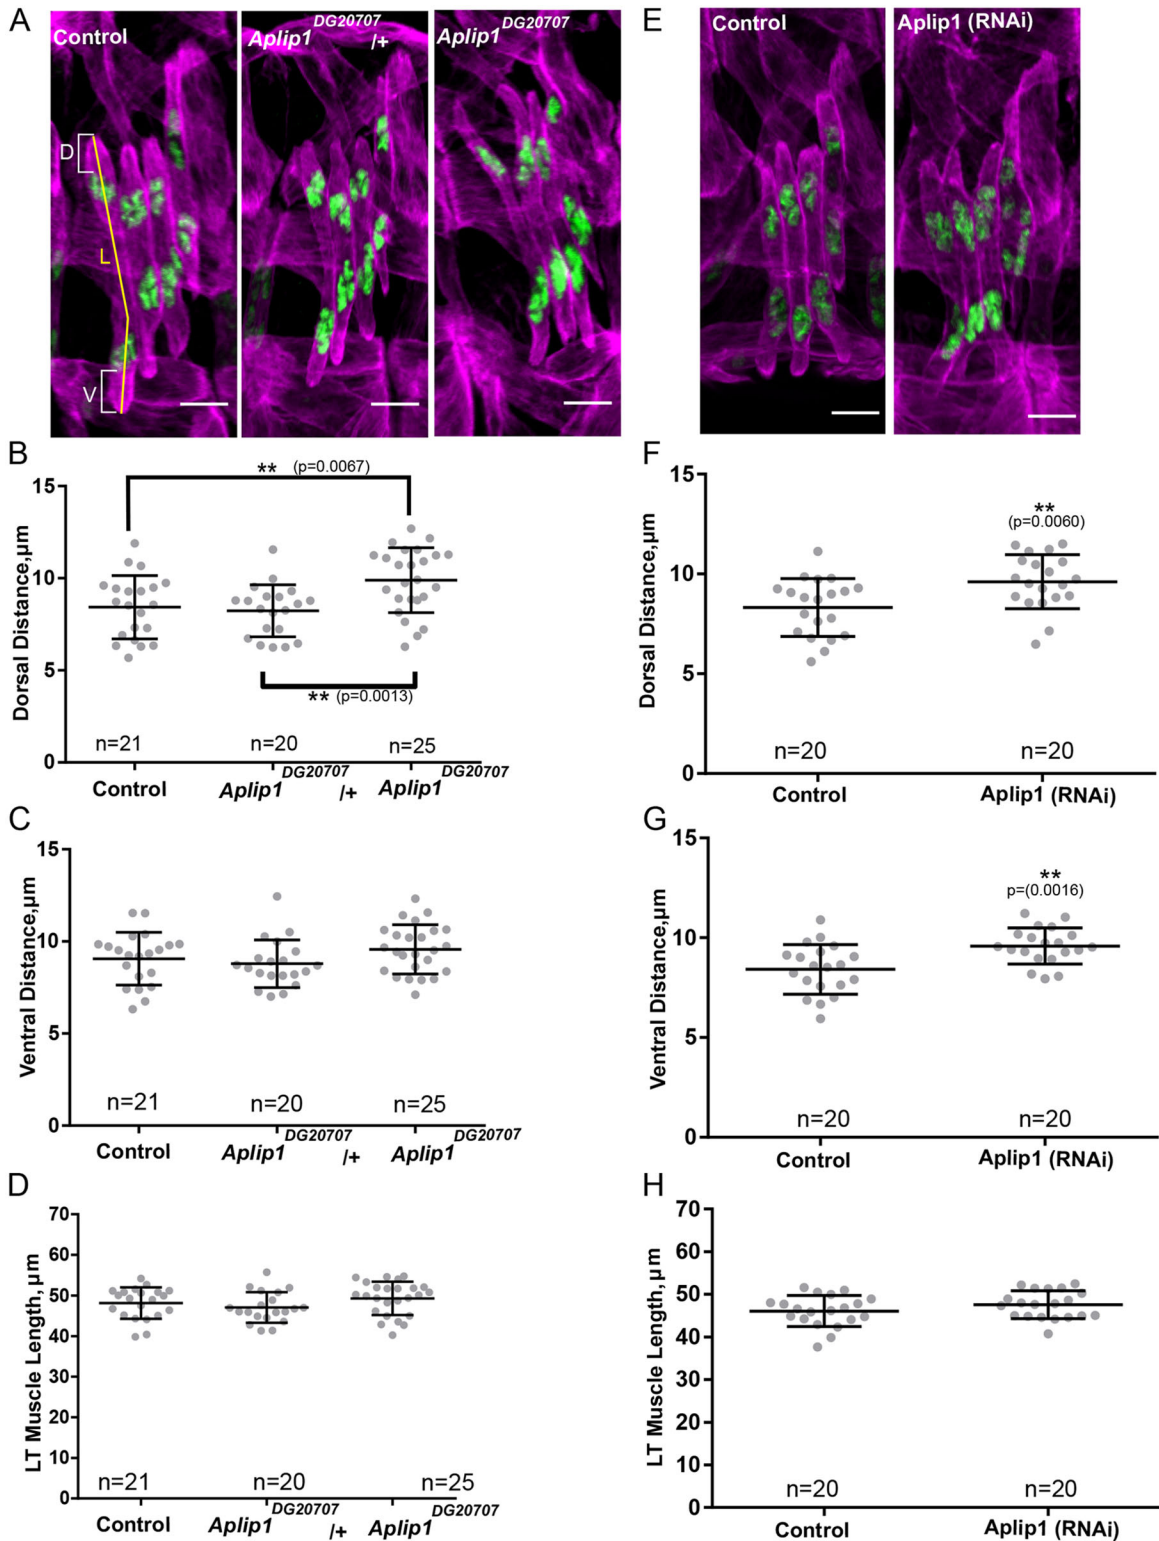 A
Control
Aplip1 DG20707 /+
Aplip1 DG20707
D
L
V
E
Control
Aplip1 (RNAi)
B
** (p=0.0067)
15
10
5
0
Dorsal Distance,µm
** (p=0.0013)
n=21
n=20
n=25
Control
Aplip1 DG20707 /+
Aplip1 DG20707
F
15
10
5
0
Dorsal Distance,µm
**
(p=0.0060)
n=20
n=20
Control
Aplip1 (RNAi)
C
15
10
5
0
Ventral Distance,µm
n=21
n=20
n=25
Control
Aplip1 DG20707 /+
Aplip1 DG20707
G
15
10
5
0
Ventral Distance,µm
**
p=(0.0016)
n=20
n=20
Control
Aplip1 (RNAi)
D
70
60
50
40
30
20
10
0
LT Muscle Length,µm
n=21
n=20
n=25
Control
Aplip1 DG20707 /+
Aplip1 DG20707
H
70
60
50
40
30
20
10
0
LT Muscle Length,µm
n=20
n=20
Control
Aplip1 (RNAi)